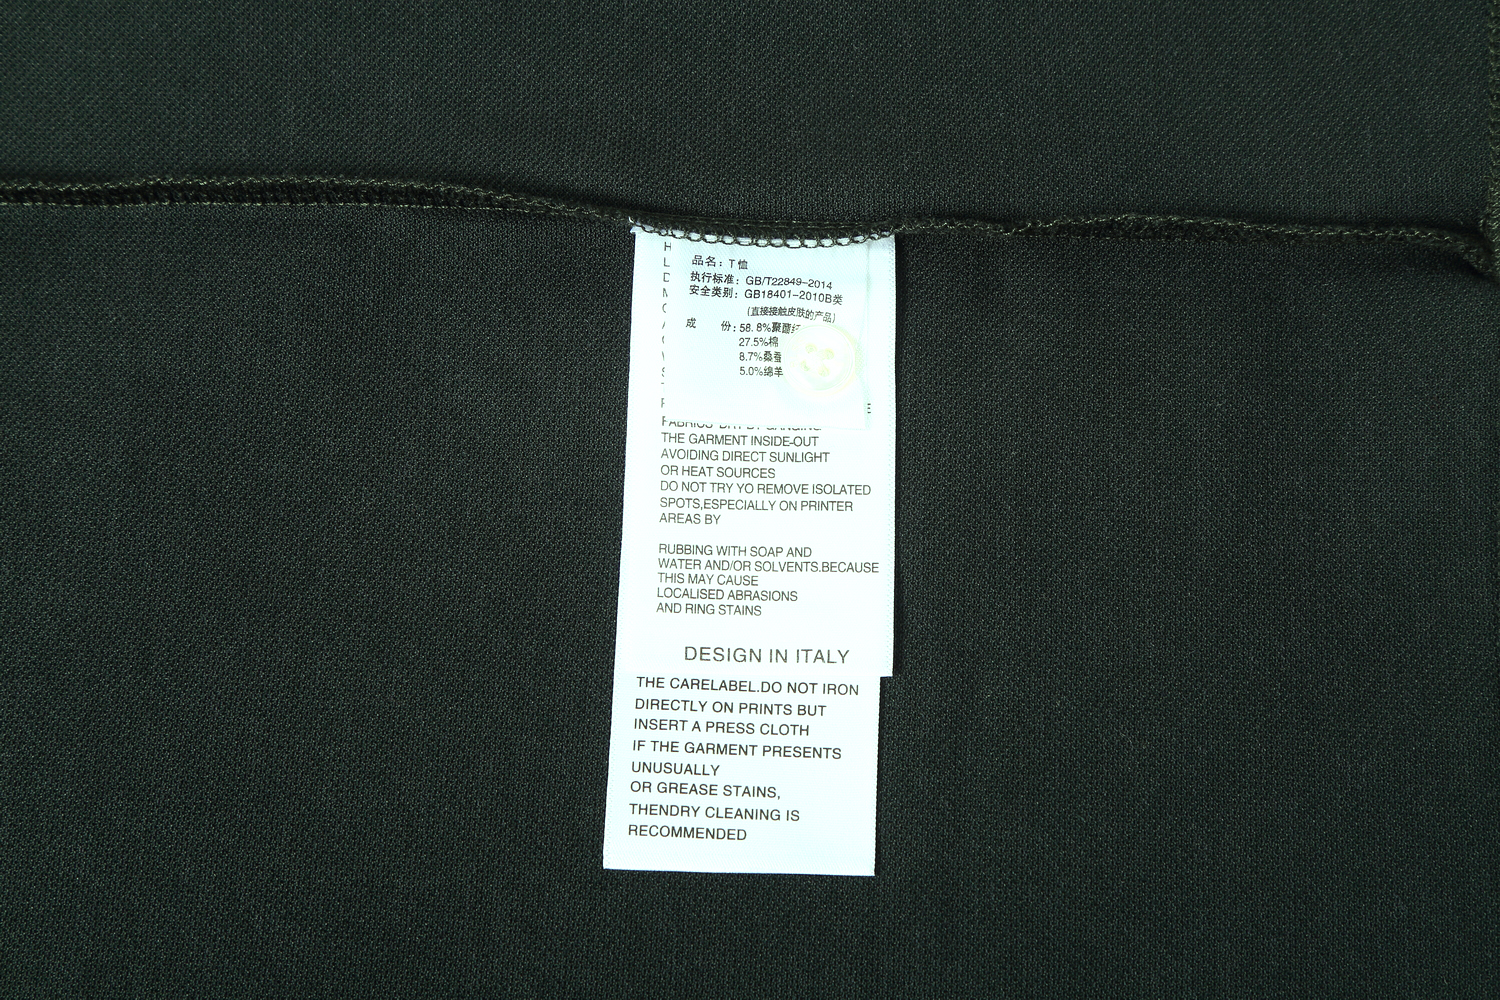 品名：T恤
执行标准：GB/T22849-2014
安全类别：GB18401-2010B类
(直接接触皮肤的产品)
成 份：58.8%聚酯
27.5%棉
8.7%桑蚕
5.0%绵羊
THE GARMENT INSIDE-OUT
AVOIDING DIRECT SUNLIGHT
OR HEAT SOURCES
DO NOT TRY YO REMOVE ISOLATED
SPOTS,ESPECIALLY ON PRINTER
AREAS BY
RUBBING WITH SOAP AND
WATER AND/OR SOLVENTS.BECAUSE
THIS MAY CAUSE
LOCALISED ABRASIONS
AND RING STAINS
DESIGN IN ITALY
THE CARELABEL.DO NOT IRON
DIRECTLY ON PRINTS BUT
INSERT A PRESS CLOTH
IF THE GARMENT PRESENTS
UNUSUALLY
OR GREASE STAINS,
THENDRY CLEANING IS
RECOMMENDED